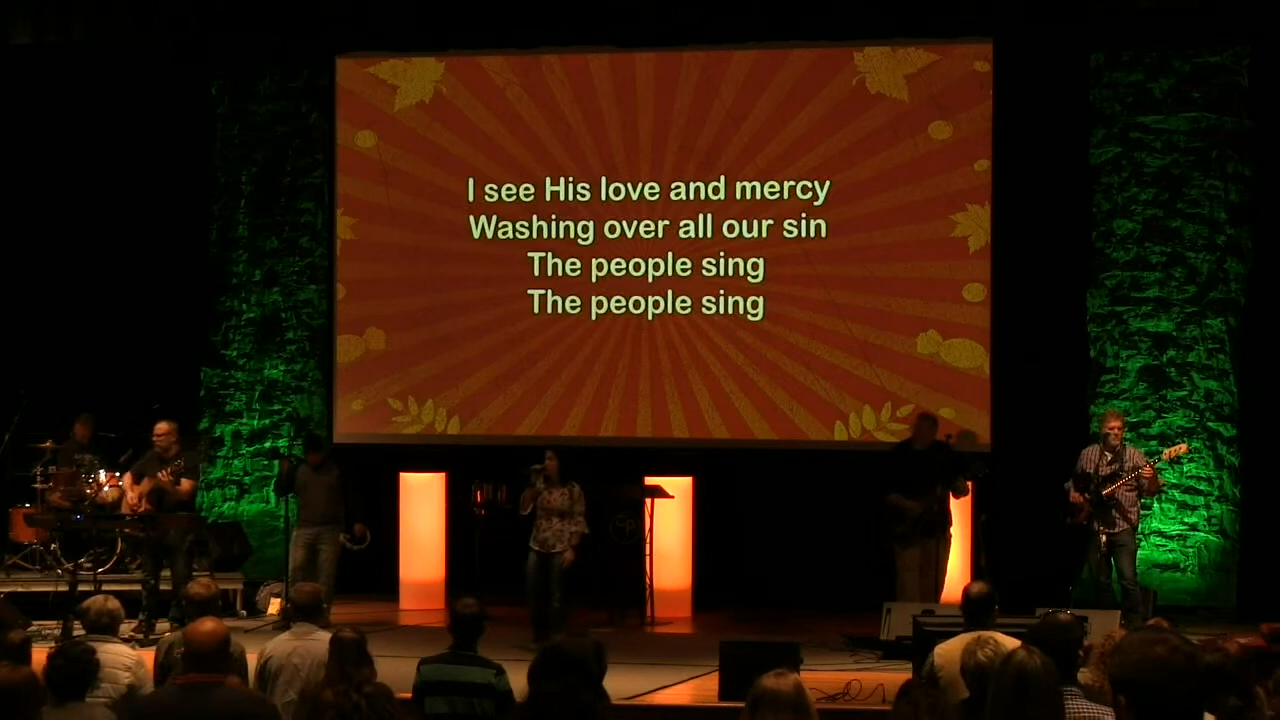 I see His love and mercy
Washing over all our sin
The people sing
The people sing